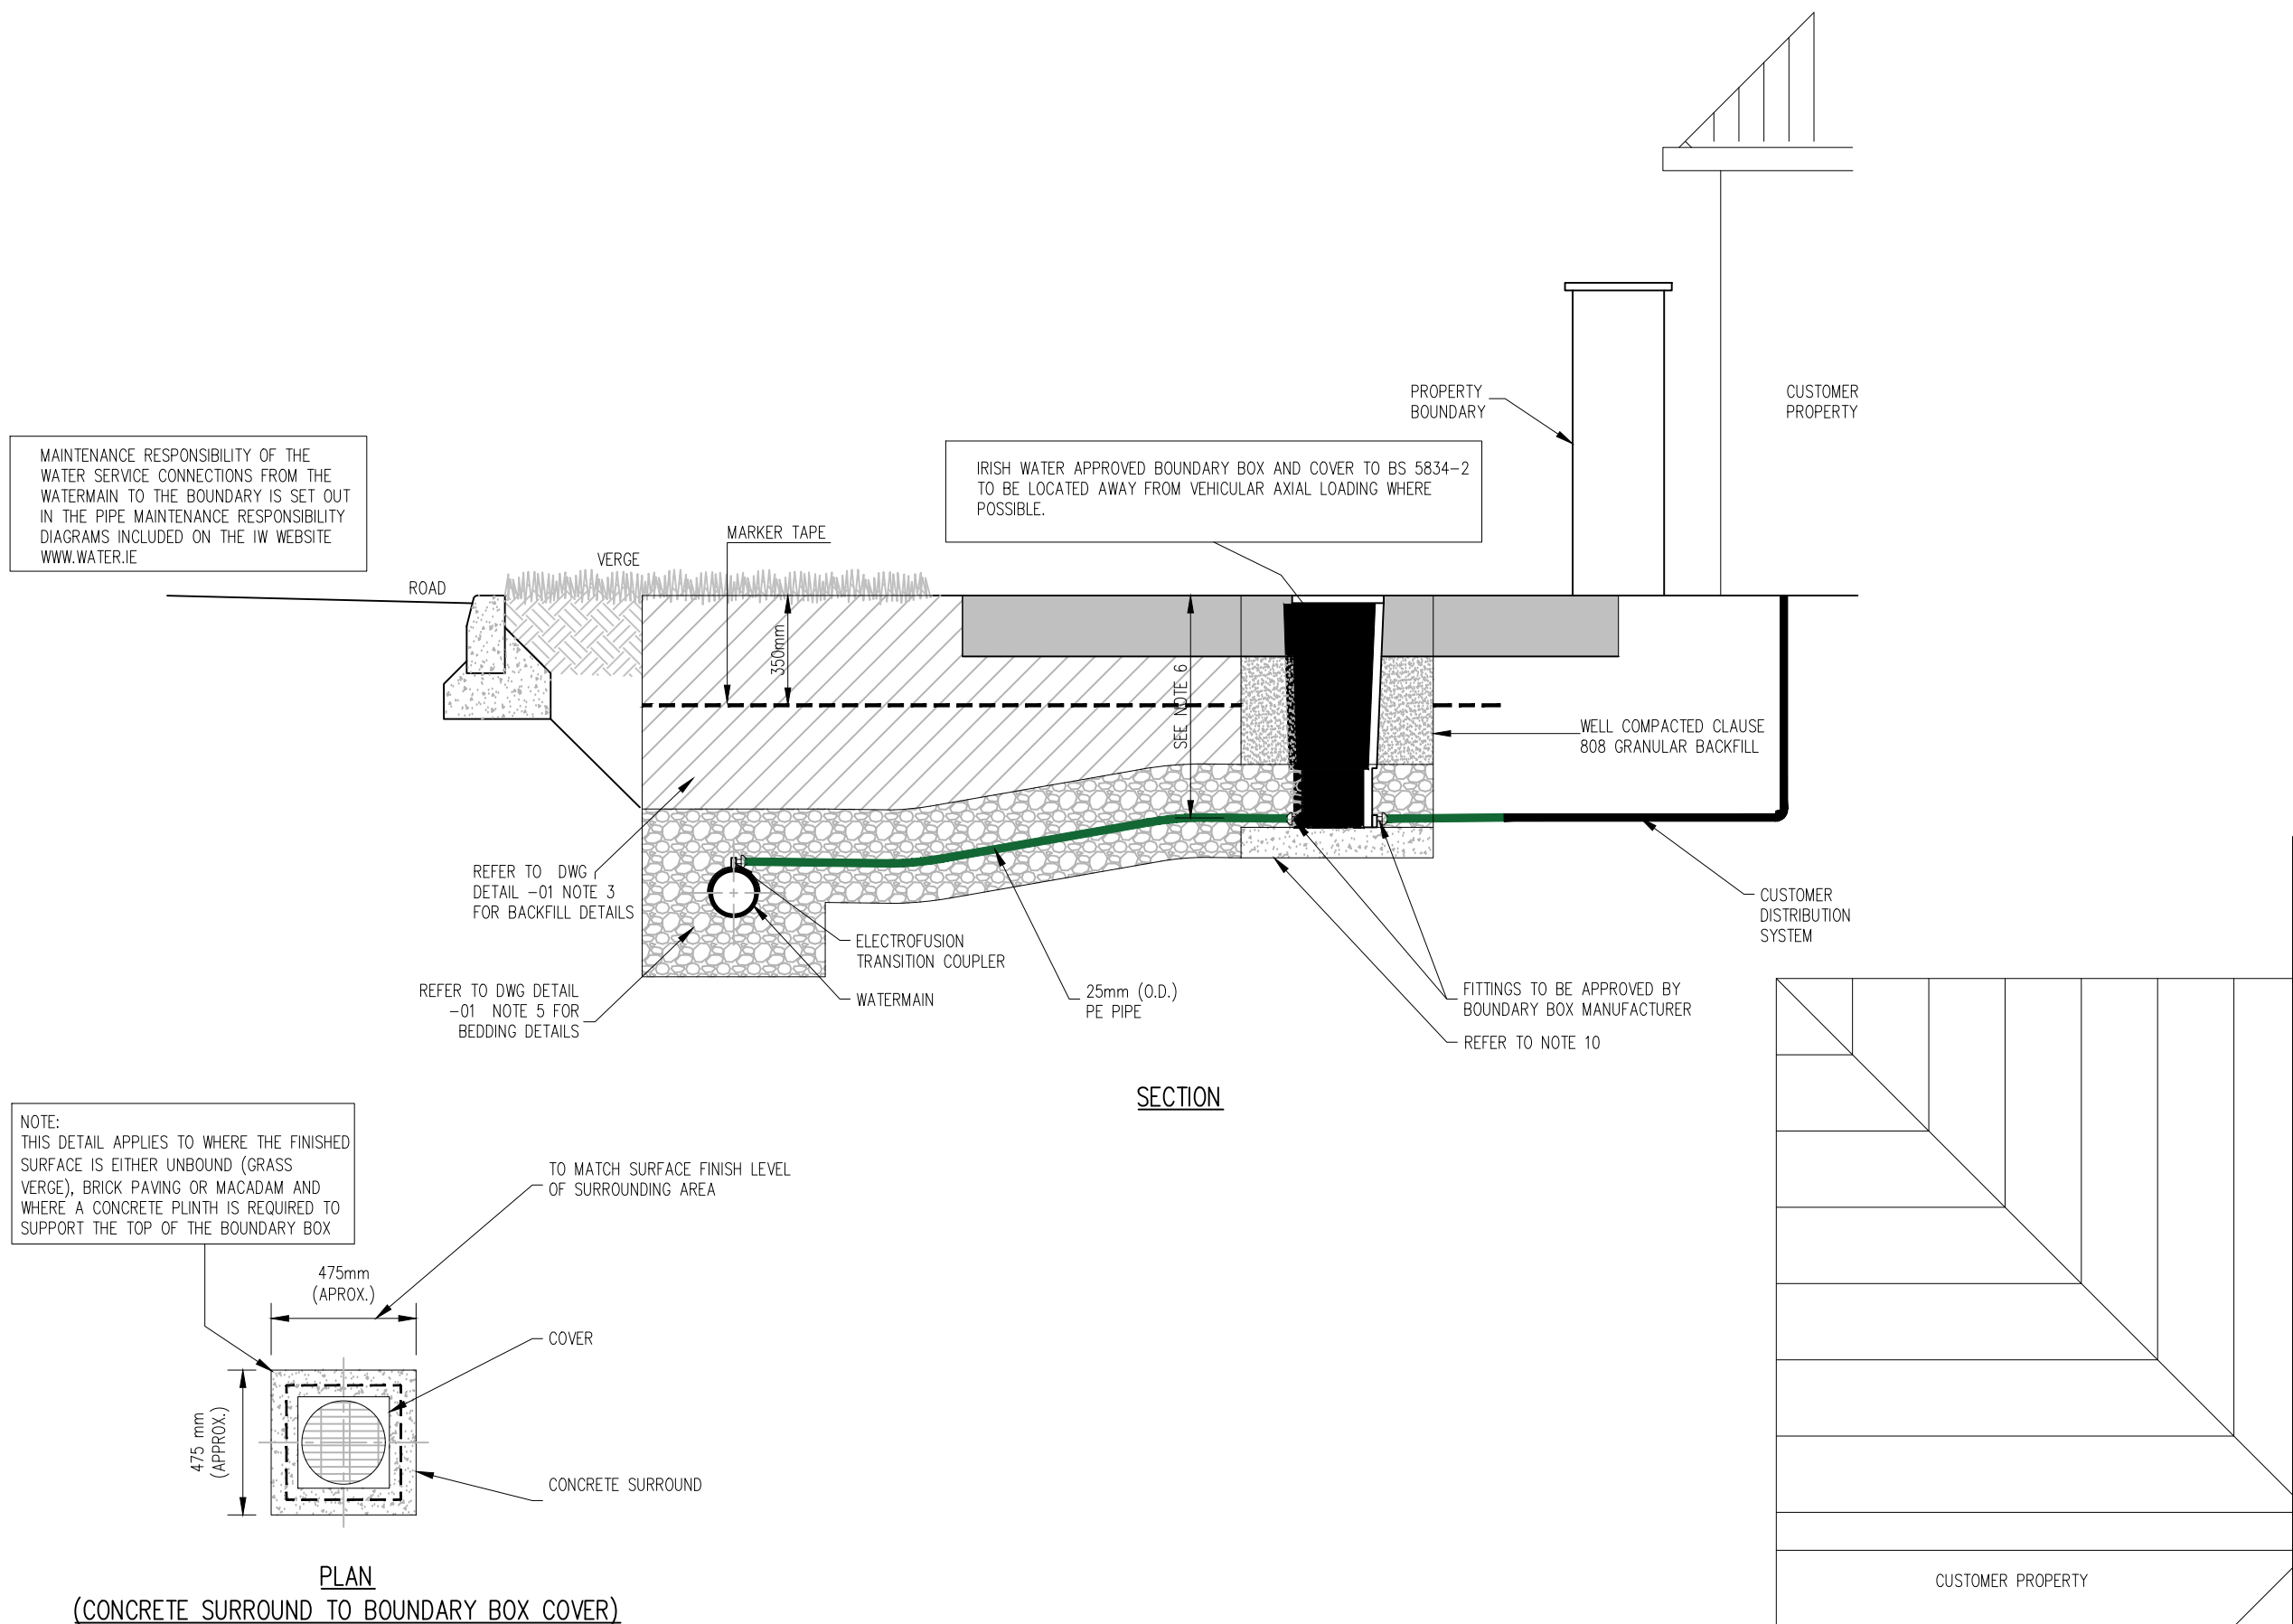 PROPERTY
BOUNDARY
CUSTOMER
PROPERTY
MAINTENANCE RESPONSIBILITY OF THE
WATER SERVICE CONNECTIONS FROM THE
WATERMAIN TO THE BOUNDARY IS SET OUT
IN THE PIPE MAINTENANCE RESPONSIBILITY
DIAGRAMS INCLUDED ON THE IW WEBSITE
WWW.WATER.IE
IRISH WATER APPROVED BOUNDARY BOX AND COVER TO BS 5834-2
TO BE LOCATED AWAY FROM VEHICULAR AXIAL LOADING WHERE
POSSIBLE.
MARKER TAPE
VERGE
ROAD
350mm
SEE NOTE 6
WELL COMPACTED CLAUSE
808 GRANULAR BACKFILL
REFER TO DWG
DETAIL -01 NOTE 3
FOR BACKFILL DETAILS
CUSTOMER
DISTRIBUTION
SYSTEM
ELECTROFUSION
TRANSITION COUPLER
REFER TO DWG DETAIL
-01 NOTE 5 FOR
BEDDING DETAILS
WATERMAIN
25mm (O.D.)
PE PIPE
FITTINGS TO BE APPROVED BY
BOUNDARY BOX MANUFACTURER
REFER TO NOTE 10
SECTION
NOTE:
THIS DETAIL APPLIES TO WHERE THE FINISHED
SURFACE IS EITHER UNBOUND (GRASS
VERGE), BRICK PAVING OR MACADAM AND
WHERE A CONCRETE PLINTH IS REQUIRED TO
SUPPORT THE TOP OF THE BOUNDARY BOX
TO MATCH SURFACE FINISH LEVEL
OF SURROUNDING AREA
475mm
(APROX.)
COVER
475 mm
(APPROX.)
CONCRETE SURROUND
PLAN
(CONCRETE SURROUND TO BOUNDARY BOX COVER)
CUSTOMER PROPERTY